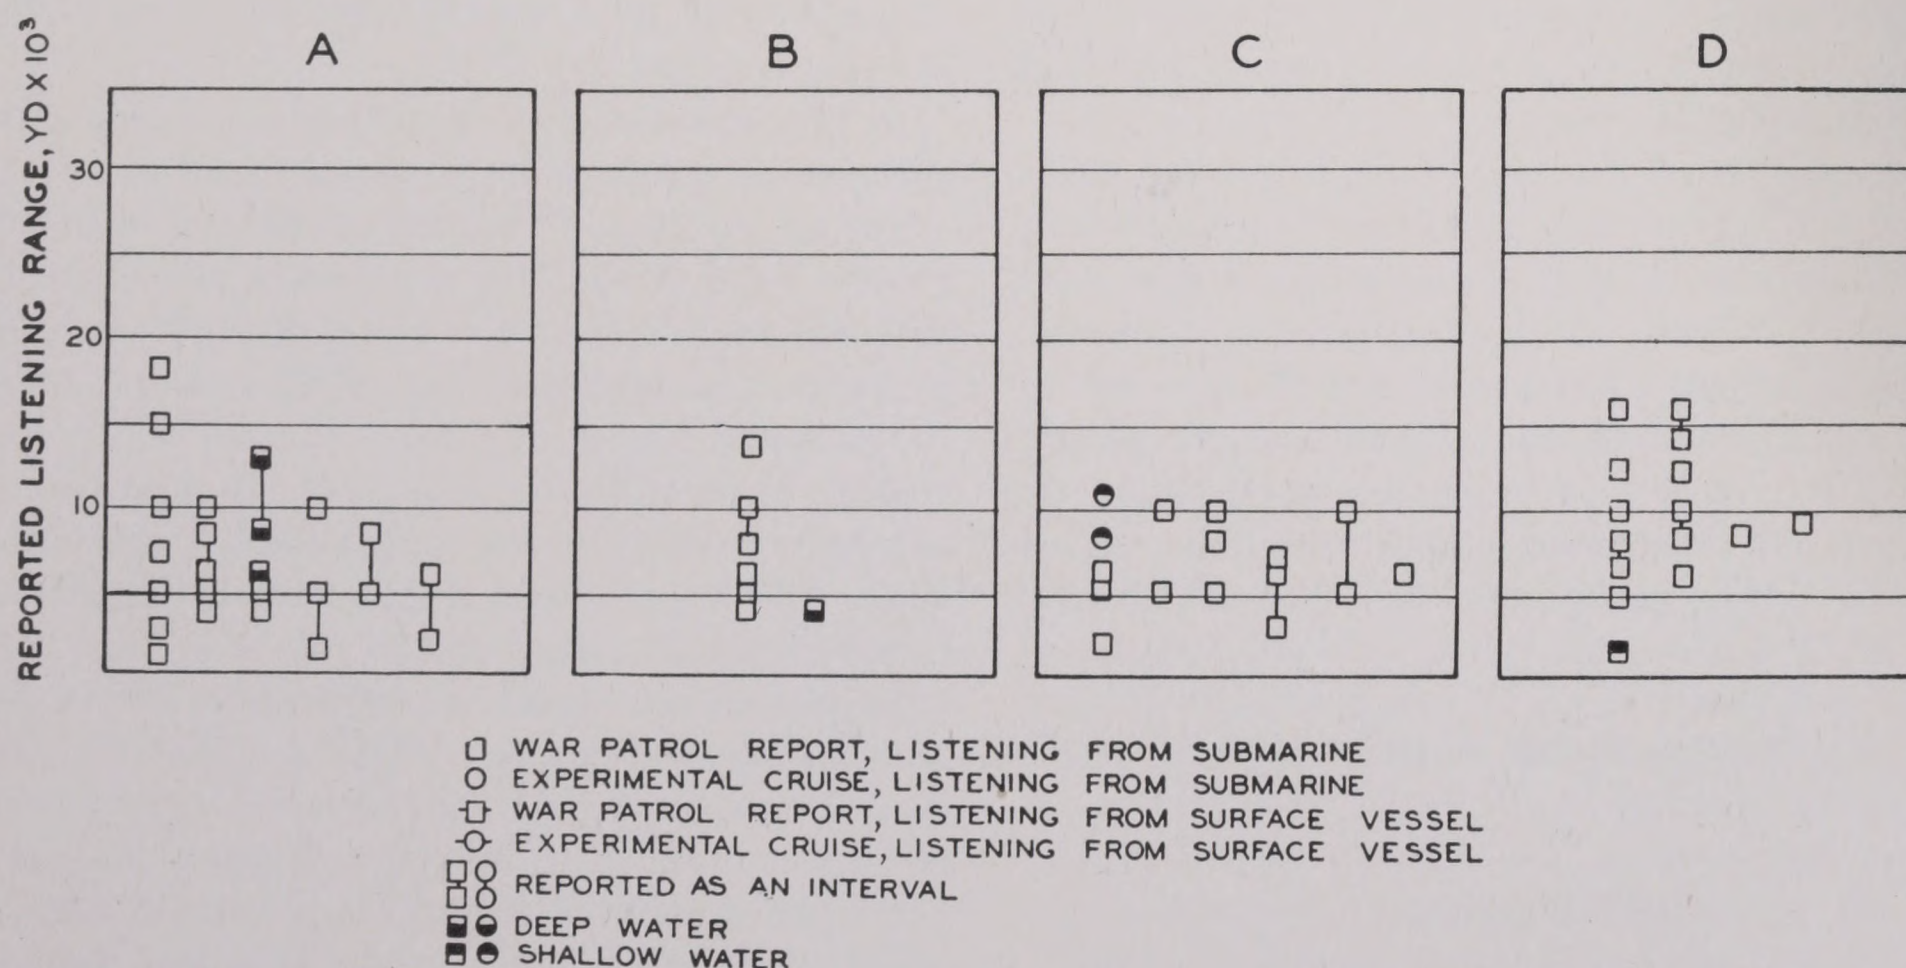 REPORTED LISTENING RANGE, YD X 10³
A B C D
30
20
10
WAR PATROL REPORT, LISTENING FROM SUBMARINE
EXPERIMENTAL CRUISE, LISTENING FROM SUBMARINE
WAR PATROL REPORT, LISTENING FROM SURFACE VESSEL
EXPERIMENTAL CRUISE, LISTENING FROM SURFACE VESSEL
REPORTED AS AN INTERVAL
DEEP WATER
SHALLOW WATER